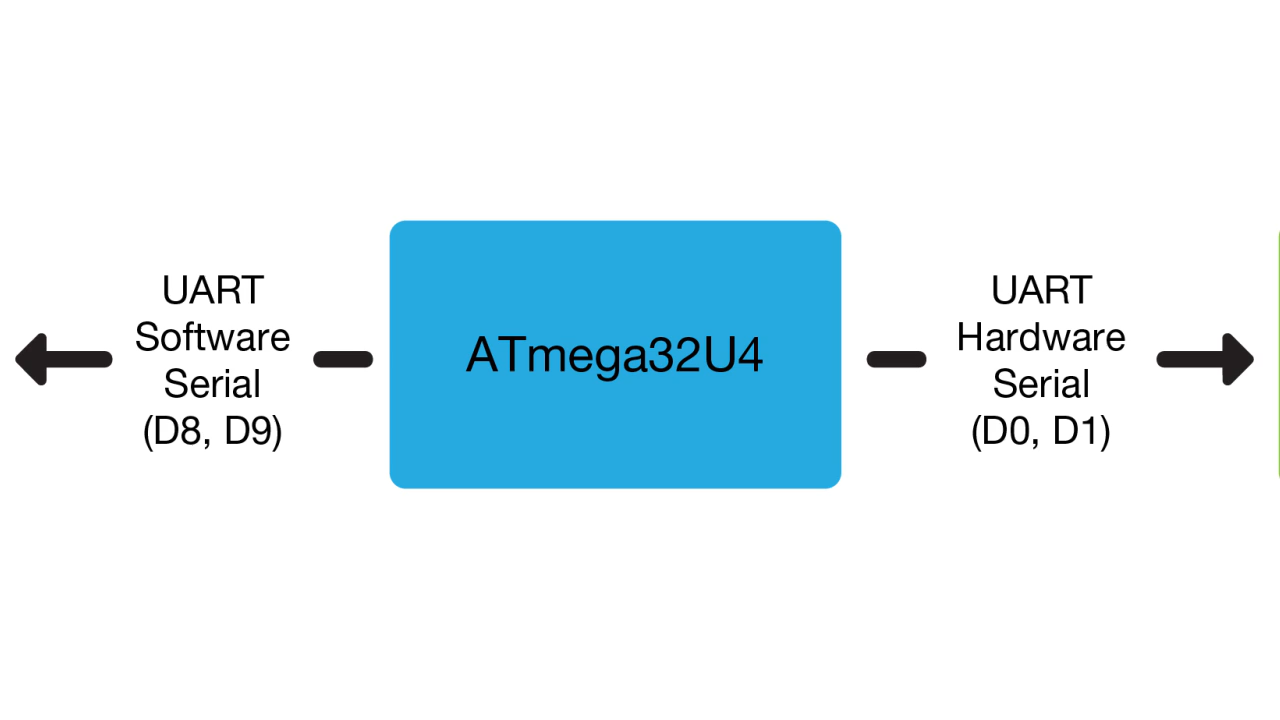 UART
Software
Serial
(D8, D9)
ATmega32U4
UART
Hardware
Serial
(D0, D1)